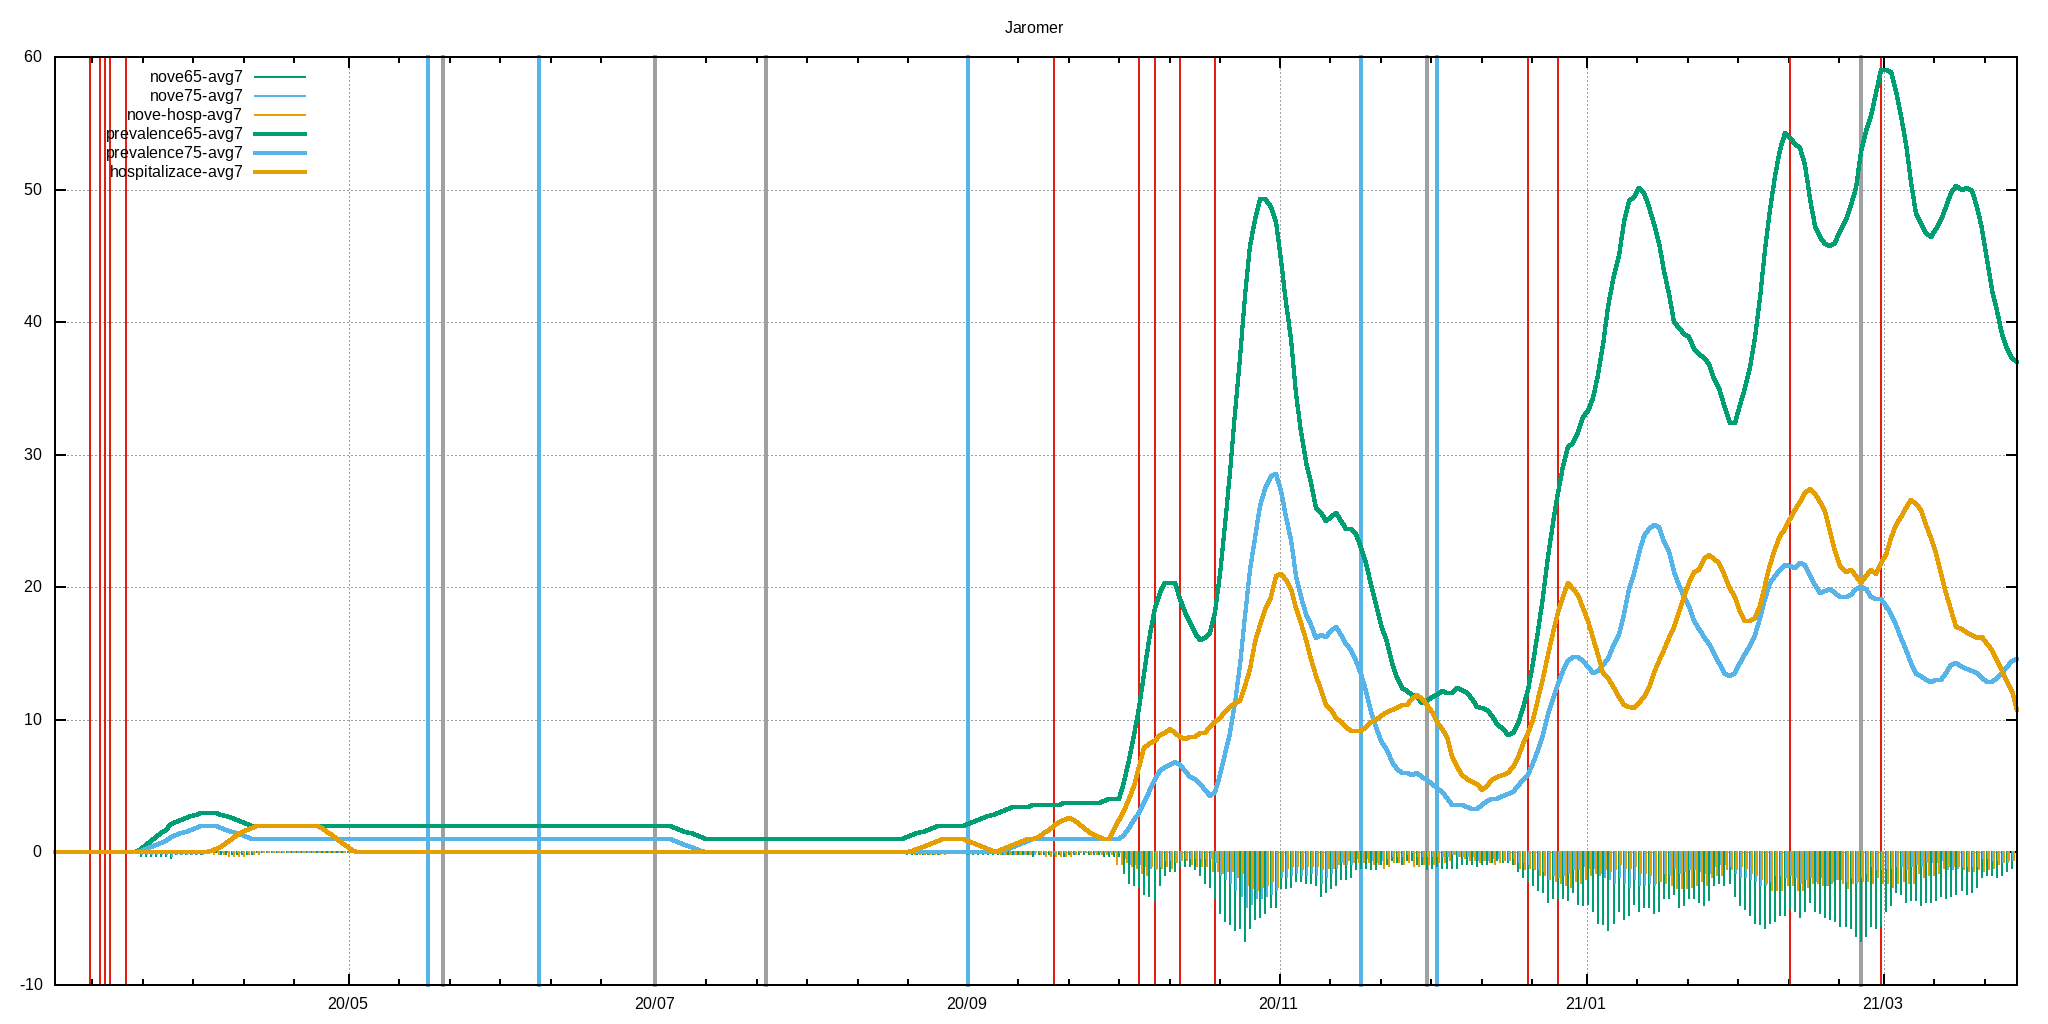 Jaromer
60
50
40
30
20
10
0
-10
nove65-avg7
nove75-avg7
nove-hosp-avg7
prevalence65-avg7
prevalence75-avg7
hospitalizace-avg7
20/05
20/07
20/09
20/11
21/01
21/03